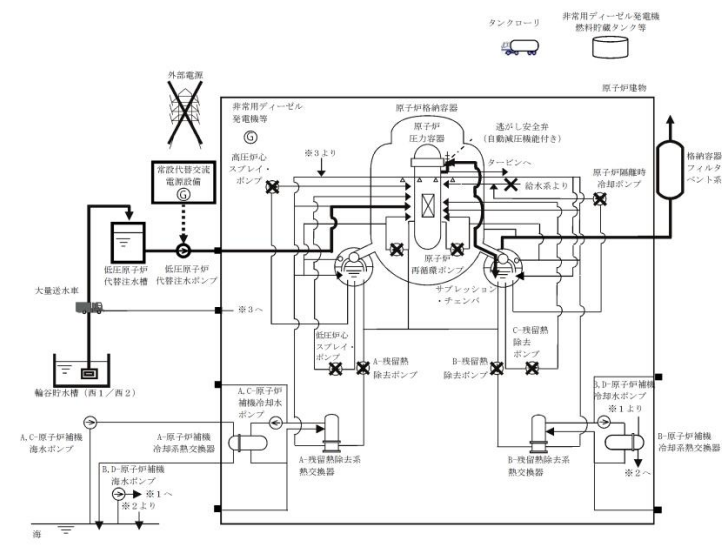 タンクローリ
非常用ディーゼル発電機
燃料貯蔵タンク等
外部電源
原子炉建物
非常用ディーゼル
発電機等
G
原子炉格納容器
原子炉
圧力容器
逃がし安全弁
(自動減圧機能付き)
※3より
タービンへ
高圧炉心
スプレイ・
ポンプ
給水系より
原子炉隔離時
冷却ポンプ
格納容器
フィルタ
ベント系
常設代替交流
電源設備
G
低圧原子炉
代替注水槽
低圧原子炉
代替注水ポンプ
原子炉
再循環ポンプ
サプレッション
・チェンバ
大量送水車
※3へ
低圧炉心
スプレイ・
ポンプ
A-残留熱
除去ポンプ
B-残留熱
除去ポンプ
C-残留熱
除去
ポンプ
輪谷貯水槽（西1／西2）
A,C-原子炉
補機冷却水
ポンプ
B,D-原子炉補機
冷却水ポンプ
※1より
A,C-原子炉補機
海水ポンプ
A-原子炉補機
冷却系熱交換器
A-残留熱除去系
熱交換器
B-残留熱除去系
熱交換器
B-原子炉補機
冷却系熱交換器
※2へ
B,D-原子炉補機
海水ポンプ
※1へ
※2より
海